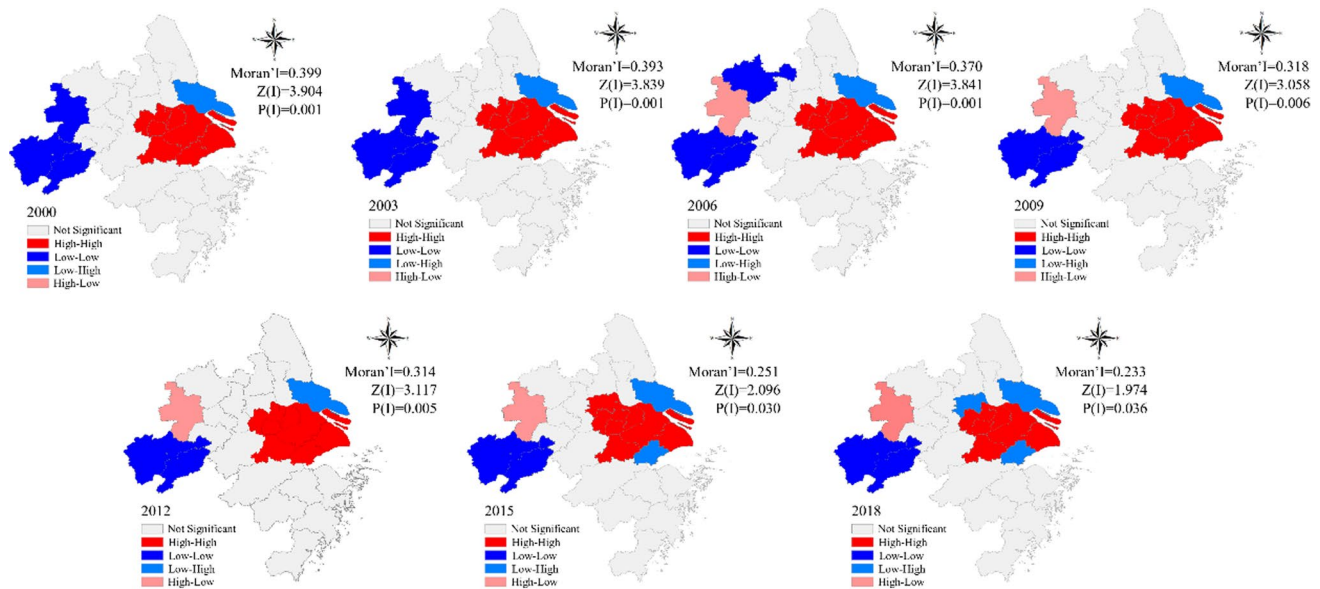 Moran'I=0.399
Z(I)=3.904
P(I)=0.001
2000
Not Significant
High-High
Low-Low
Low-High
High-Low
Moran'I=0.393
Z(I)=3.839
P(I)=0.001
2003
Not Significant
High-High
Low-Low
Low-High
High-Low
Moran'I=0.370
Z(I)=3.841
P(I)=0.001
2006
Not Significant
High-High
Low-Low
Low-High
High-Low
Moran'I=0.318
Z(I)=3.058
P(I)=0.006
2009
Not Significant
High-High
Low-Low
Low-High
High-Low
Moran'I=0.314
Z(I)=3.117
P(I)=0.005
2012
Not Significant
High-High
Low-Low
Low-High
High-Low
Moran'I=0.251
Z(I)=2.096
P(I)=0.030
2015
Not Significant
High-High
Low-Low
Low-High
High-Low
Moran'I=0.233
Z(I)=1.974
P(I)=0.036
2018
Not Significant
High-High
Low-Low
Low-High
High-Low